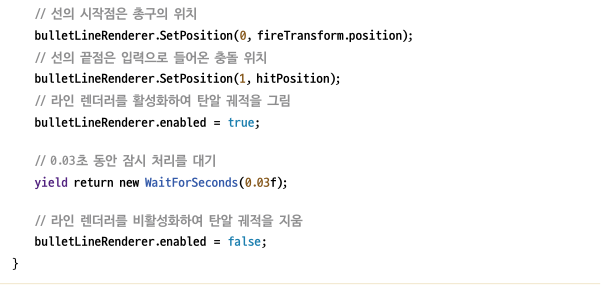 // 선의 시작점은 총구의 위치
bulletLineRenderer.SetPosition(0, fireTransform.position);
// 선의 끝점은 입력으로 들어온 충돌 위치
bulletLineRenderer.SetPosition(1, hitPosition);
// 라인 렌더러를 활성화하여 탄알 궤적을 그림
bulletLineRenderer.enabled = true;
// 0.03초 동안 잠시 처리를 대기
yield return new WaitForSeconds(0.03f);
// 라인 렌더러를 비활성화하여 탄알 궤적을 지움
bulletLineRenderer.enabled = false;
}